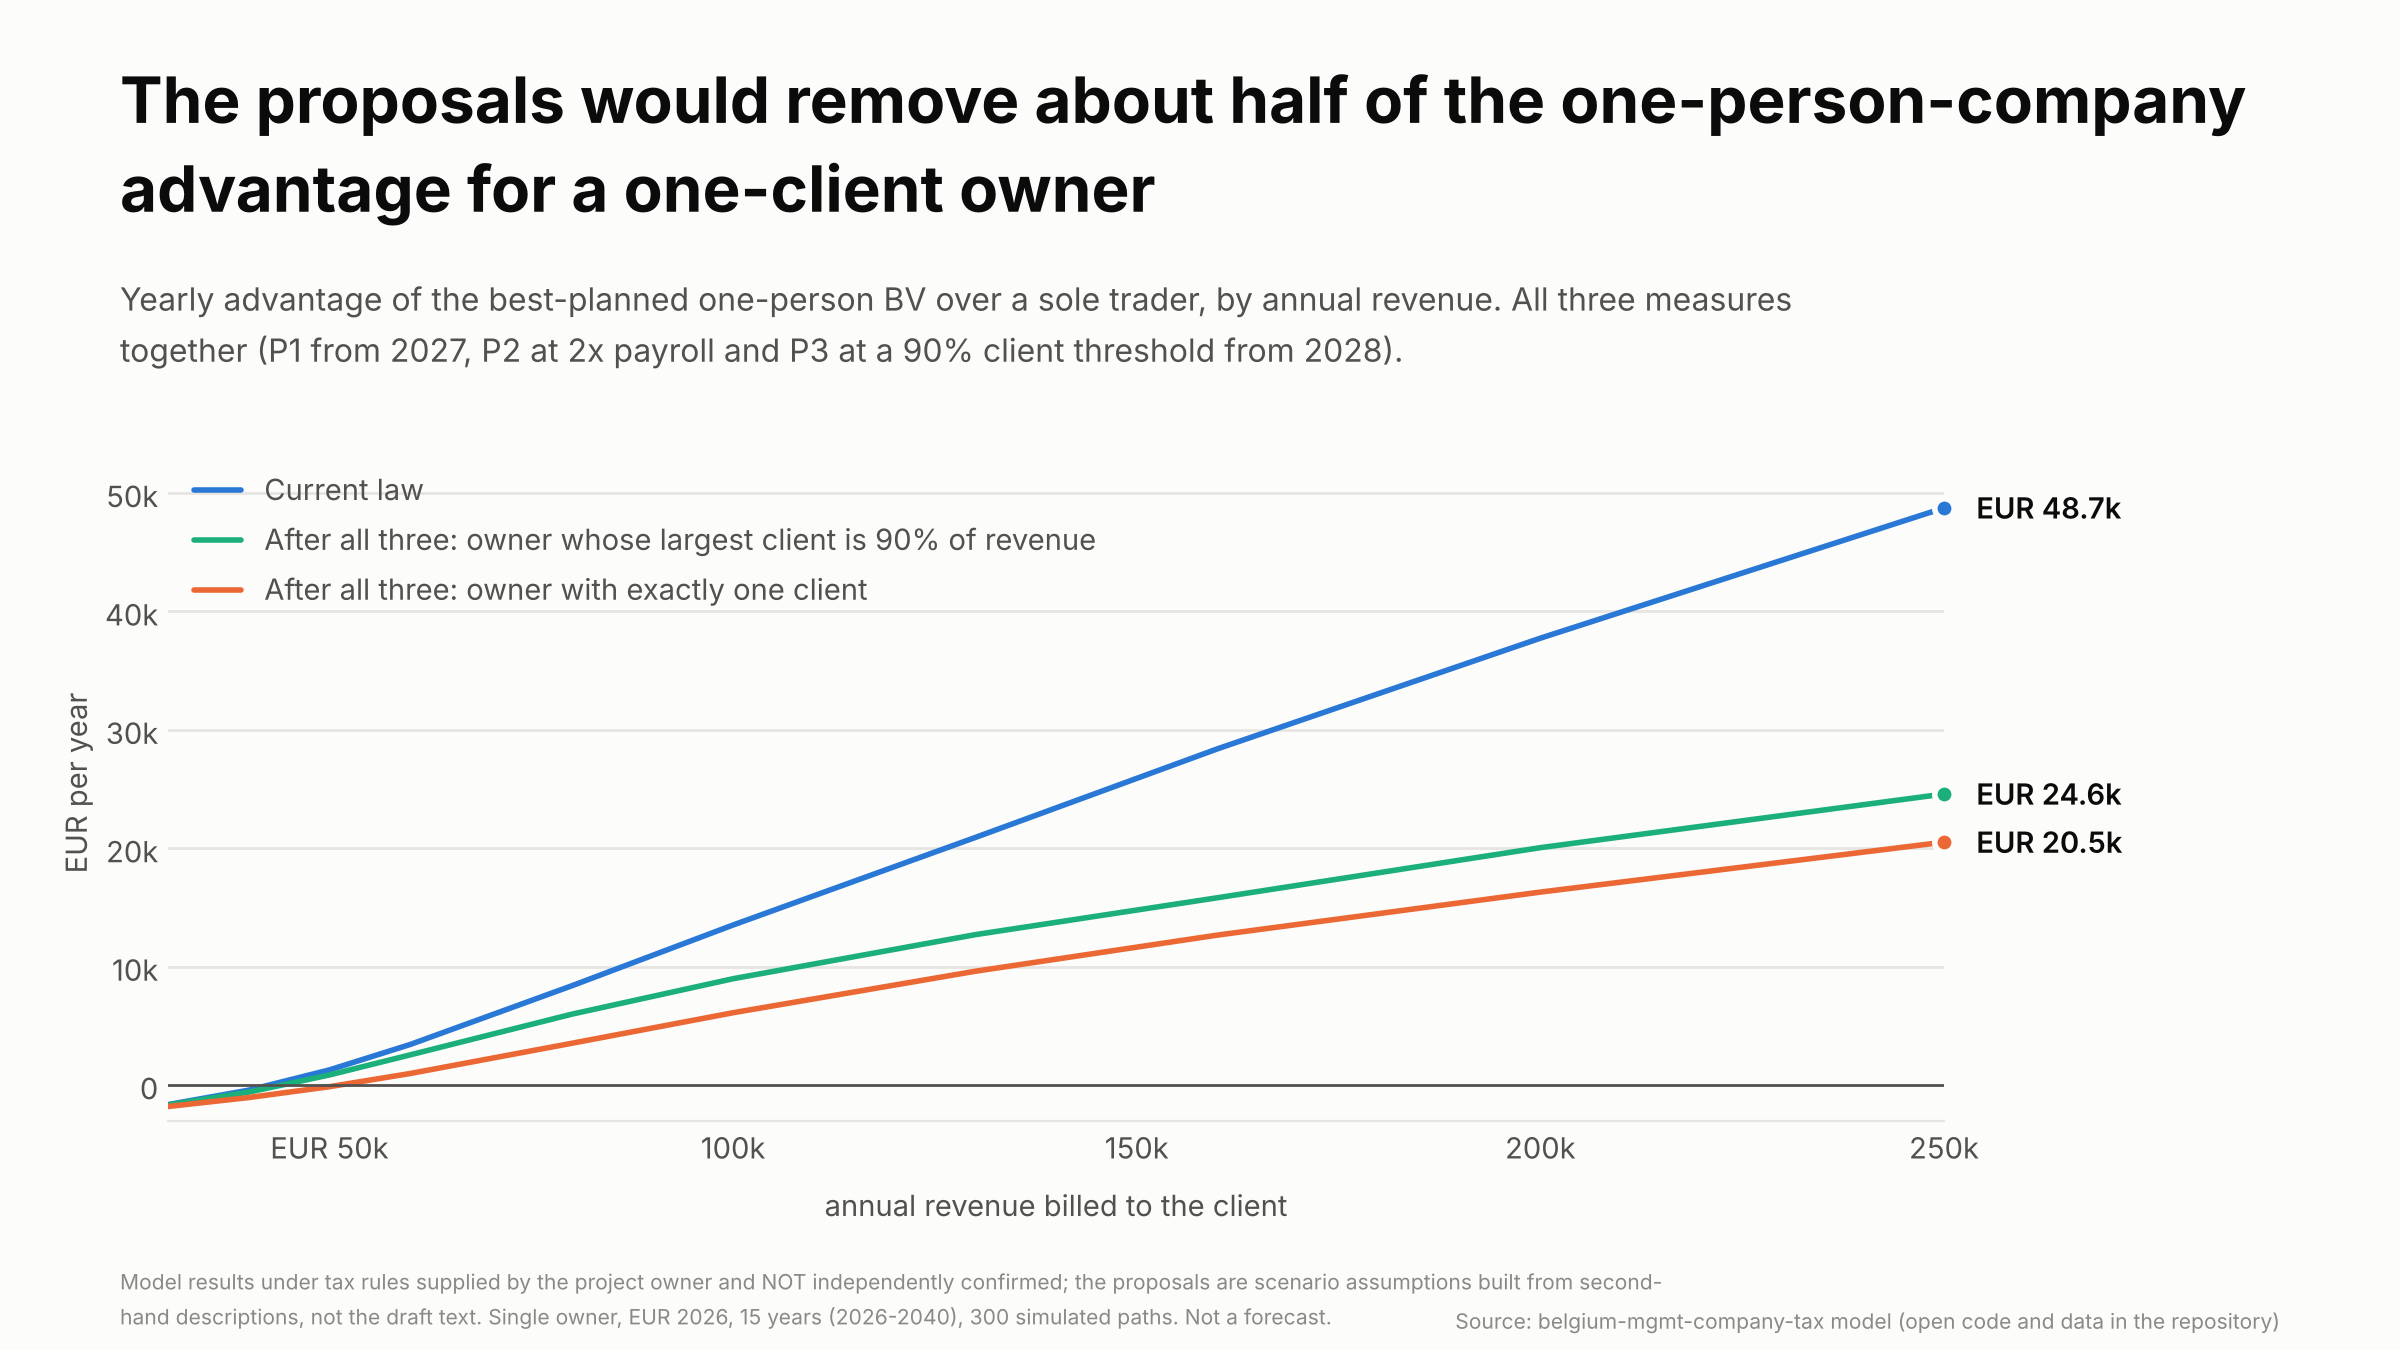 The proposals would remove about half of the one-person-company
advantage for a one-client owner
Yearly advantage of the best-planned one-person BV over a sole trader, by annual revenue. All three measures
together (P1 from 2027, P2 at 2x payroll and P3 at a 90% client threshold from 2028).
50k
Current law
After all three: owner whose largest client is 90% of revenue
After all three: owner with exactly one client
40k
30k
20k
10k
0
EUR per year
EUR 48.7k
EUR 24.6k
EUR 20.5k
EUR 50k
100k
150k
200k
250k
annual revenue billed to the client
Model results under tax rules supplied by the project owner and NOT independently confirmed; the proposals are scenario assumptions built from second-
hand descriptions, not the draft text. Single owner, EUR 2026, 15 years (2026-2040), 300 simulated paths. Not a forecast.
Source: belgium-mgmt-company-tax model (open code and data in the repository)